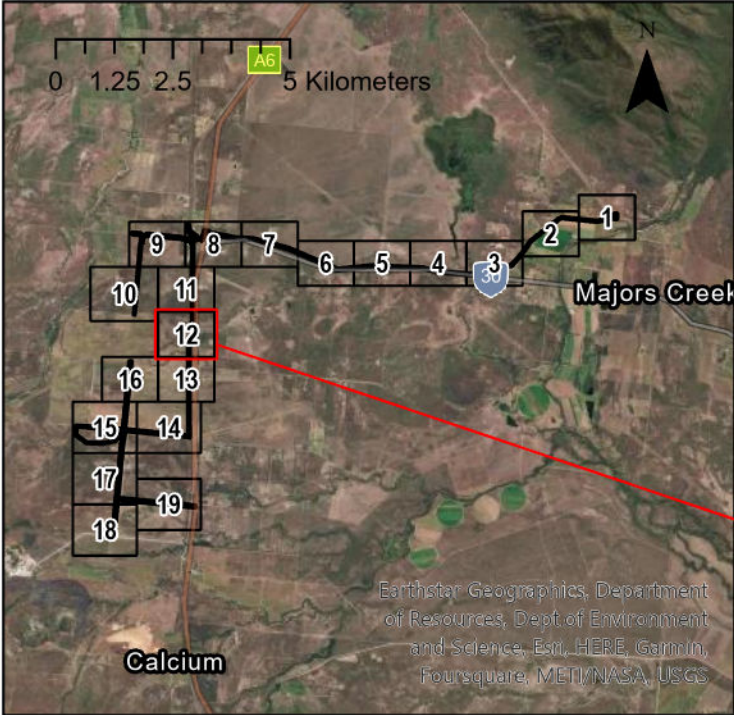 N
A6
0 1.25 2.5 5 Kilometers
1
2
9 8 7
6 5 4 3
30
10 11
Majors Creek
12
16 13
15 14
17
19
18
Earthstar Geographics, Department
of Resources, Dept of Environment
and Science, Esri, HERE, Garmin,
Foursquare, METI/NASA, USGS
Calcium